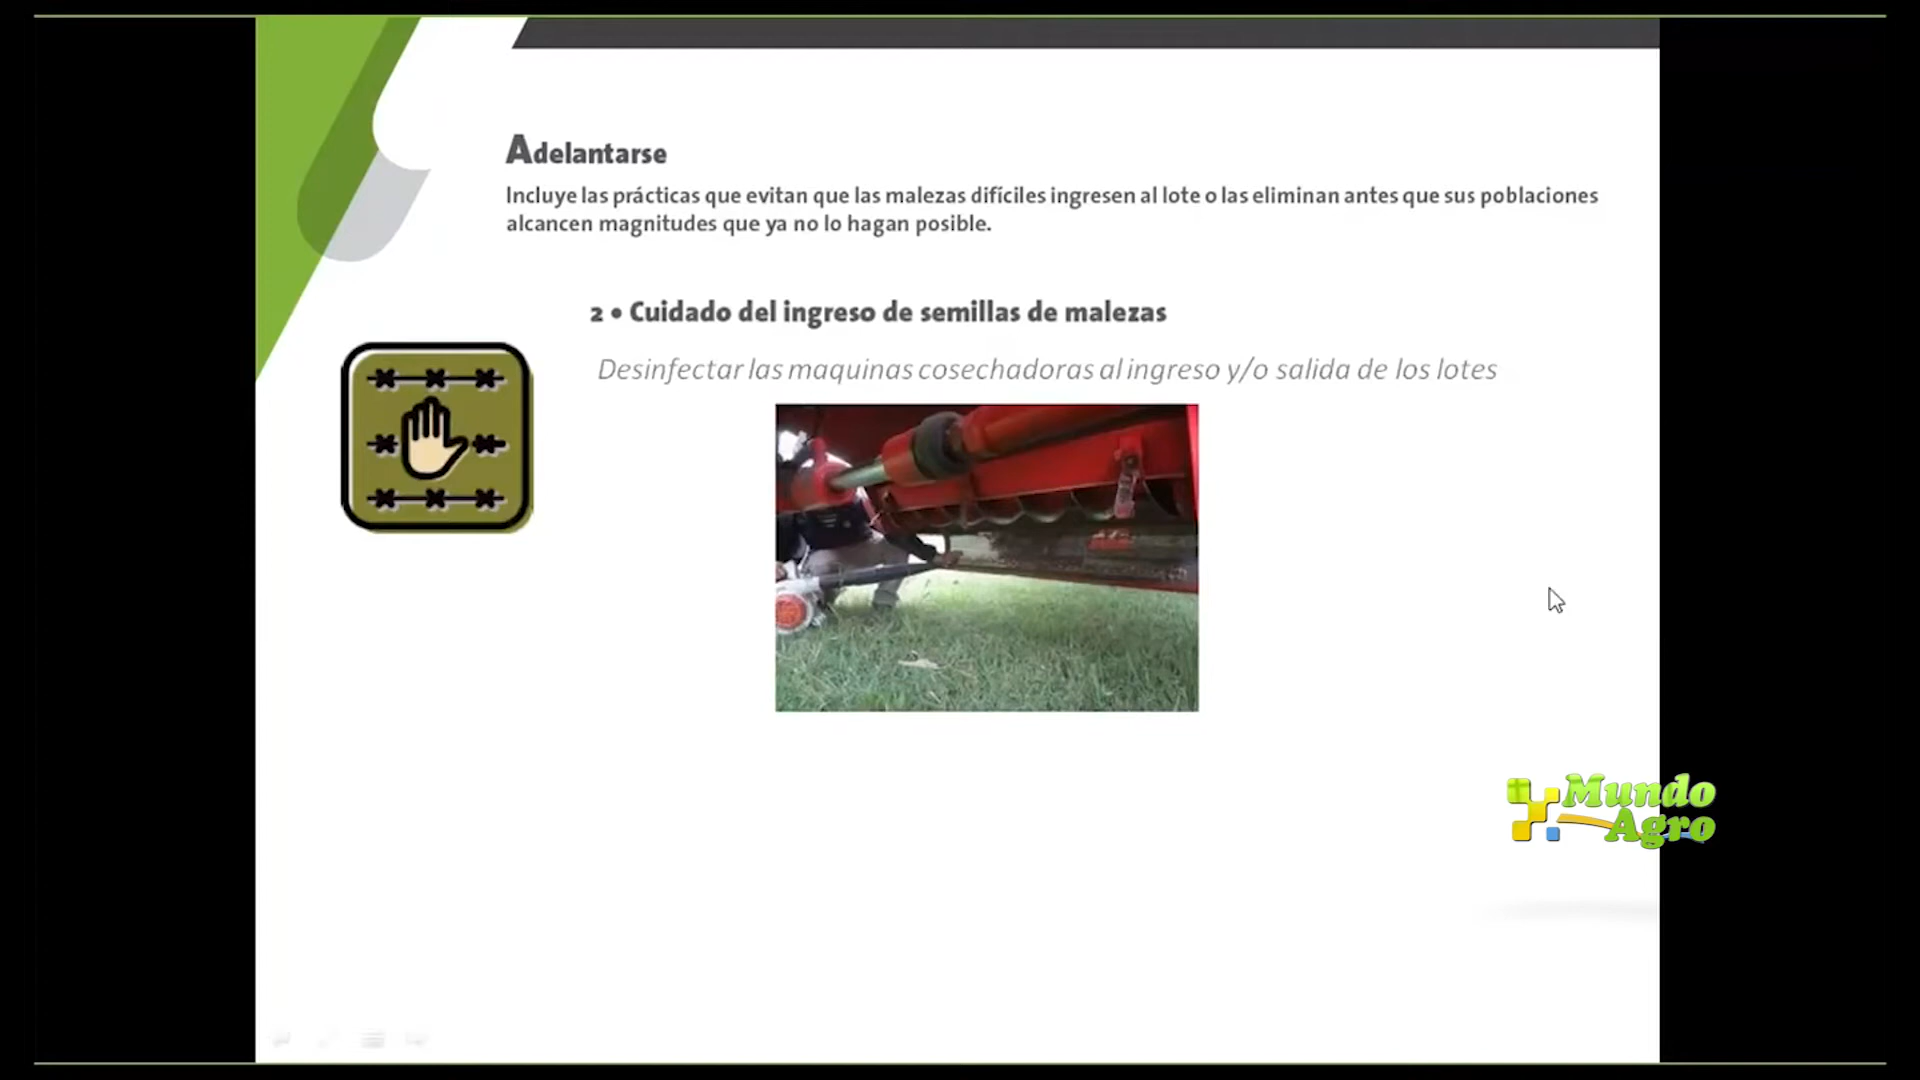 Adelantarse
Incluye las prácticas que evitan que las malezas difíciles ingresen al lote o las eliminan antes que sus poblaciones
alcancen magnitudes que ya no lo hagan posible.
2 • Cuidado del ingreso de semillas de malezas
Desinfectar las maquinas cosechadoras al ingreso y/o salida de los lotes
Mundo
Agro